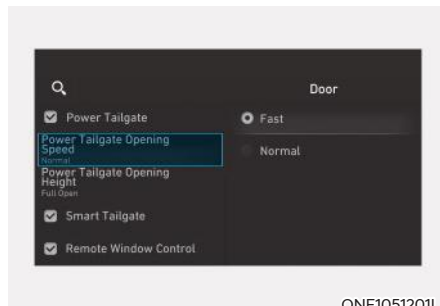 Door
Power Tailgate
Power Tailgate Opening
Speed
Normal
Power Tailgate Opening
Height
Full Open
Smart Tailgate
Remote Window Control
Fast
Normal